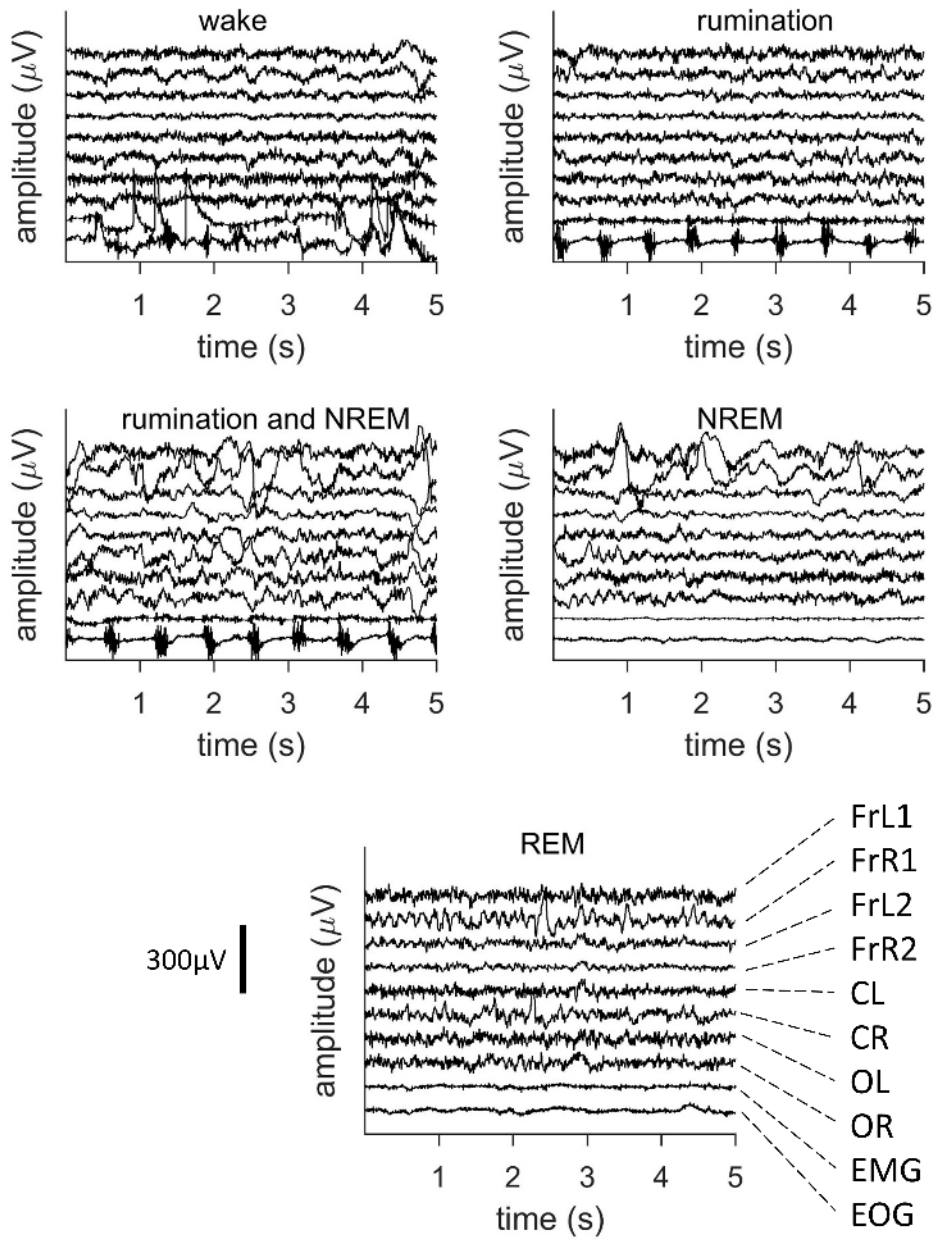 wake
amplitude (μV)
1 2 3 4 5
time (s)
rumination
amplitude (μV)
1 2 3 4 5
time (s)
rumination and NREM
amplitude (μV)
1 2 3 4 5
time (s)
NREM
amplitude (μV)
1 2 3 4 5
time (s)
REM
amplitude (μV)
1 2 3 4 5
time (s)
300μV
FrL1
FrR1
FrL2
FrR2
CL
CR
OL
OR
EMG
EOG